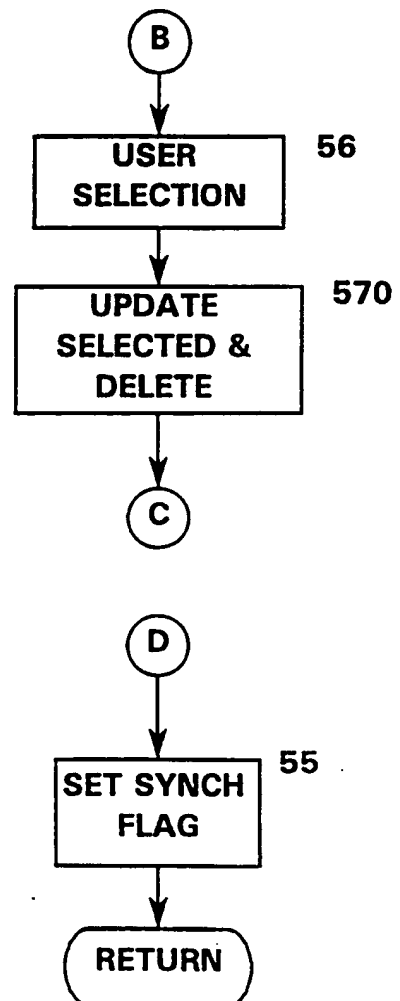 B
USER
SELECTION
56
UPDATE
SELECTED &
DELETE
570
C
D
SET SYNCH
FLAG
55
RETURN